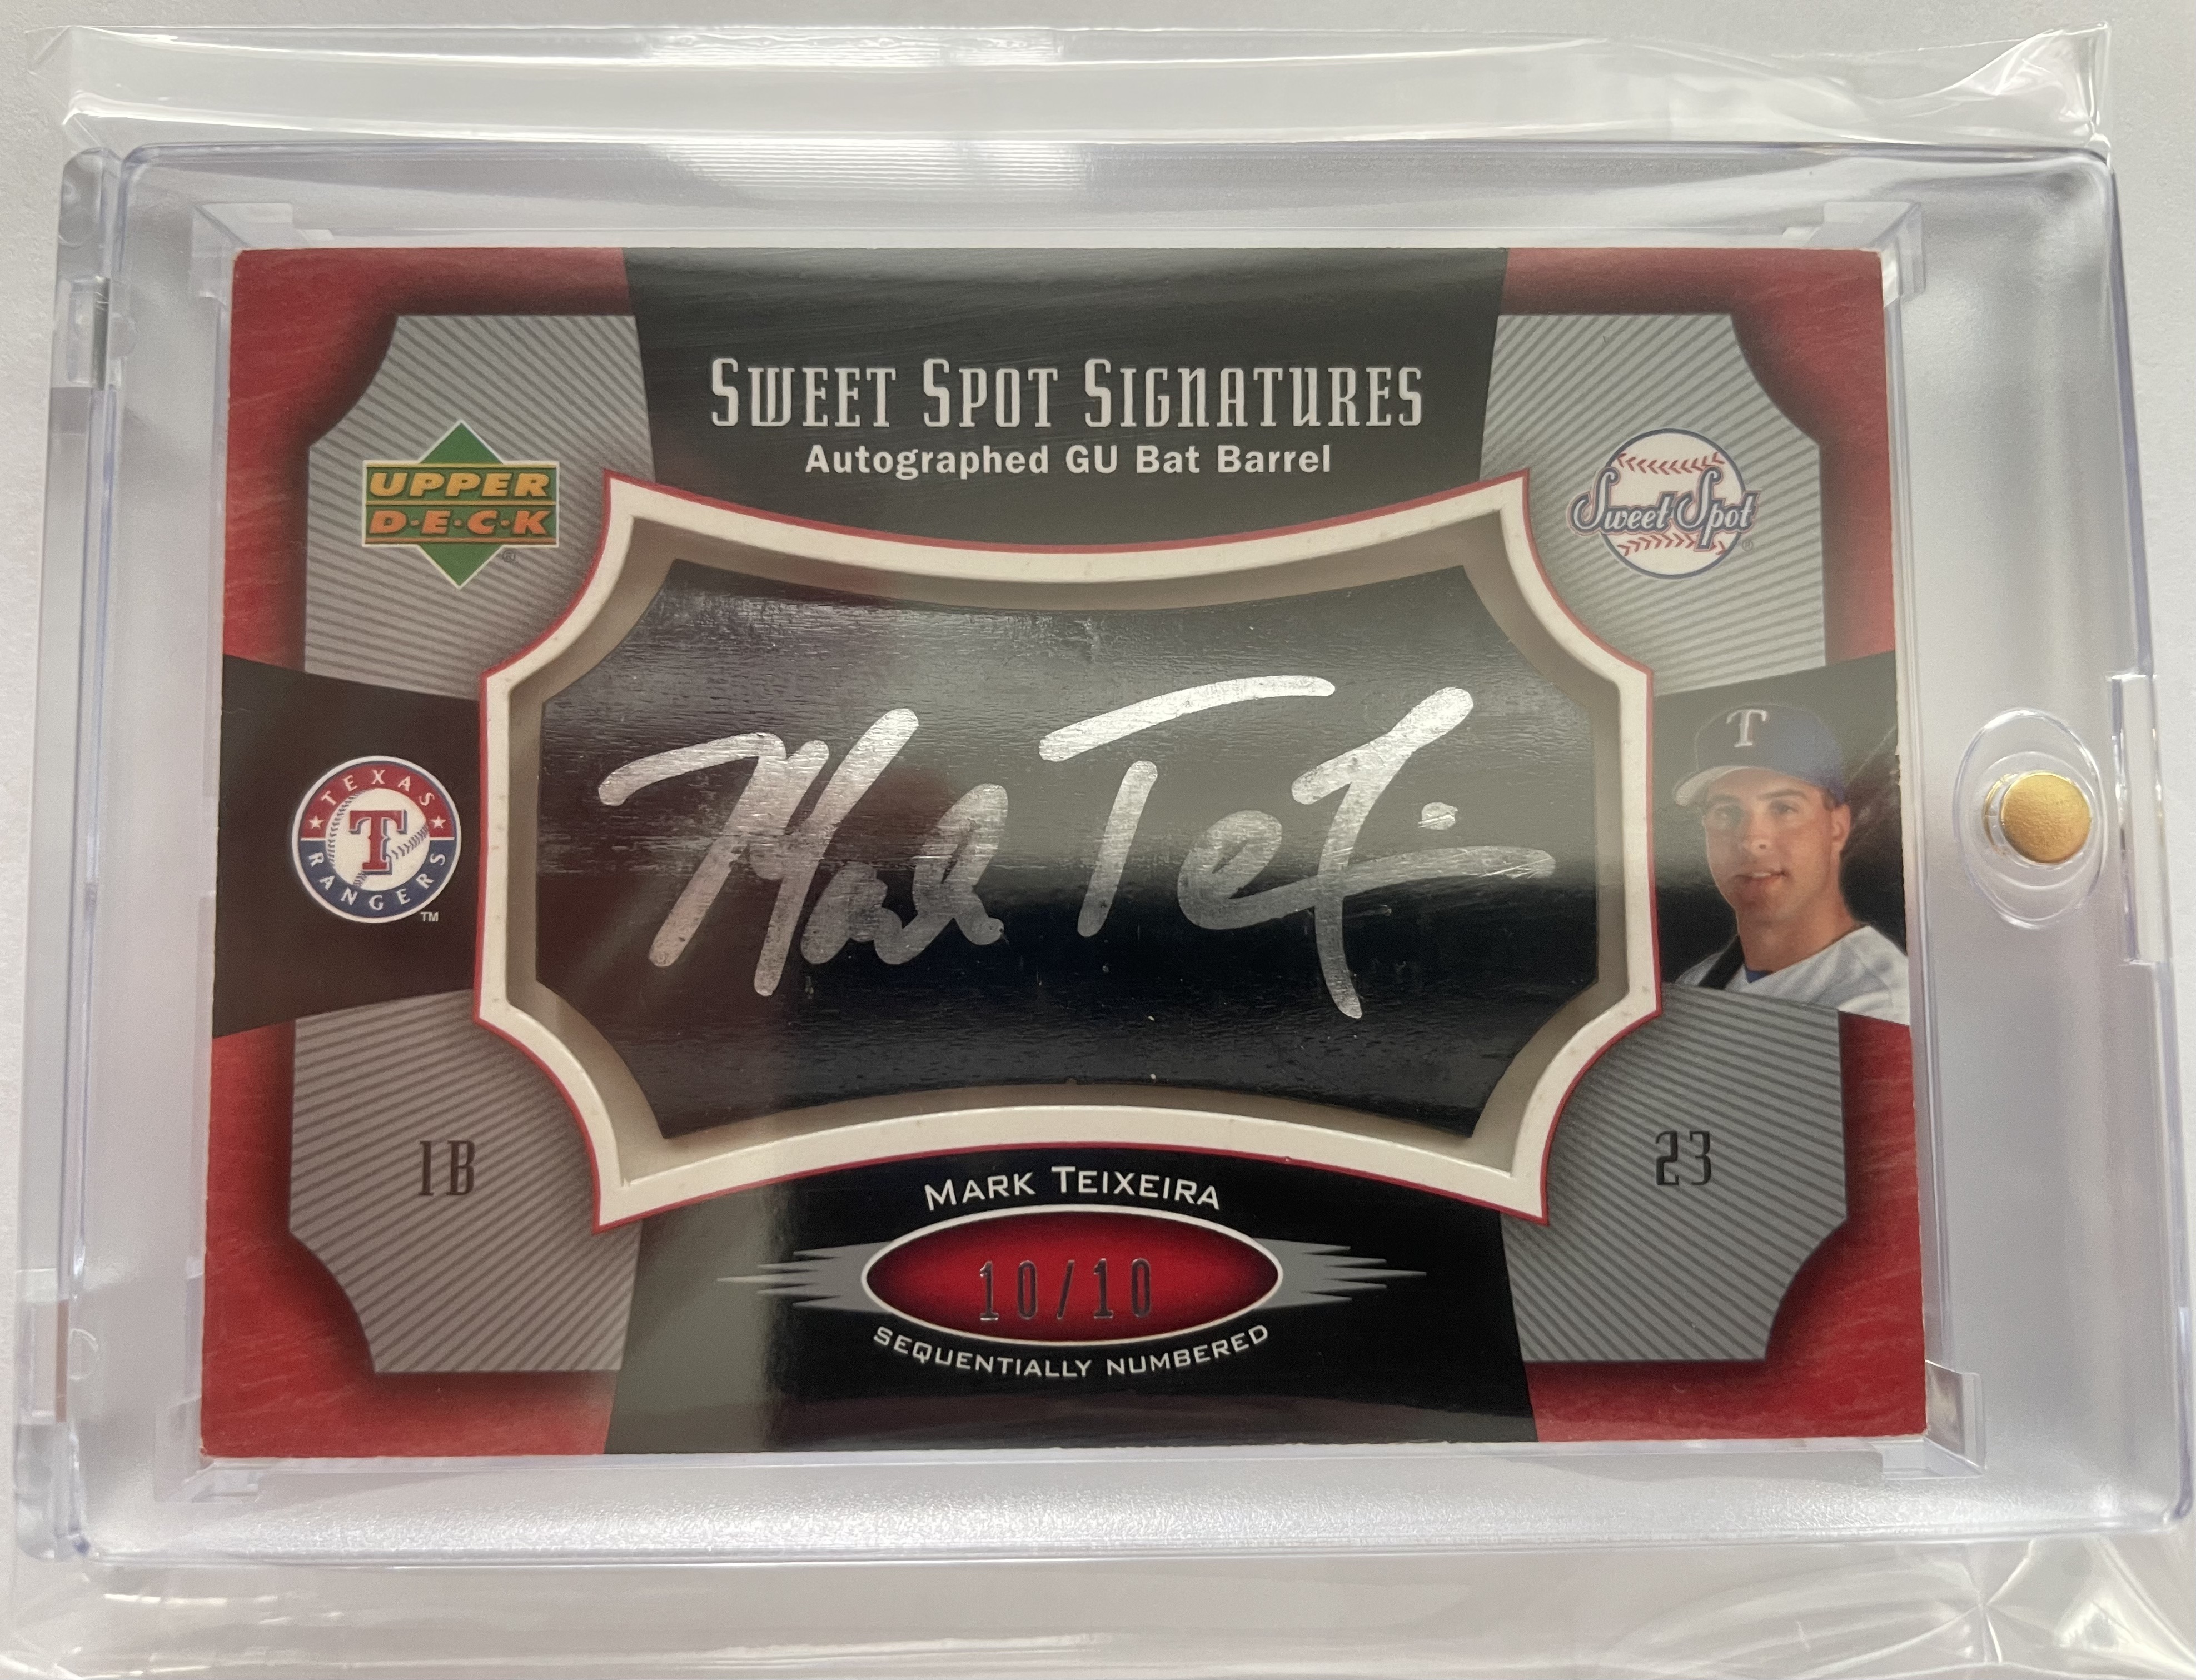 SWEET SPOT SIGNATURES
Autographed GU Bat Barrel
UPPER
D·E·C·K
Sweet Spot
Mark Tex
T
TEXAS
T
RANGERS
TM
1B
23
MARK TEIXEIRA
10/10
SEQUENTIALLY NUMBERED